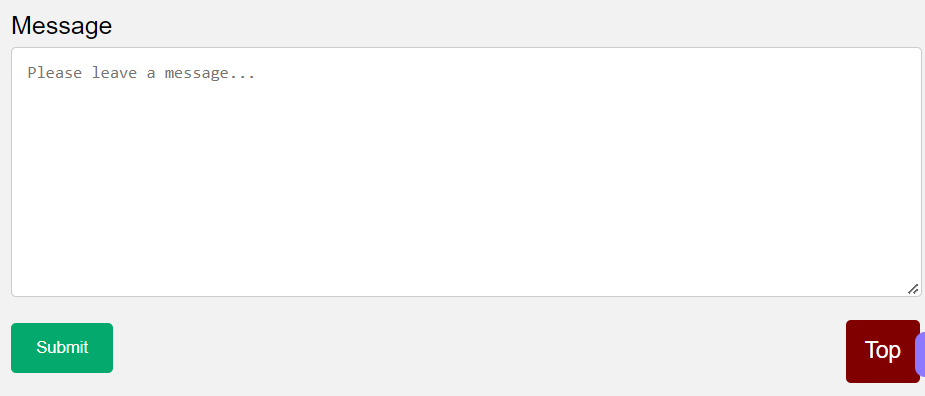 Message
Please leave a message...
Submit
Top